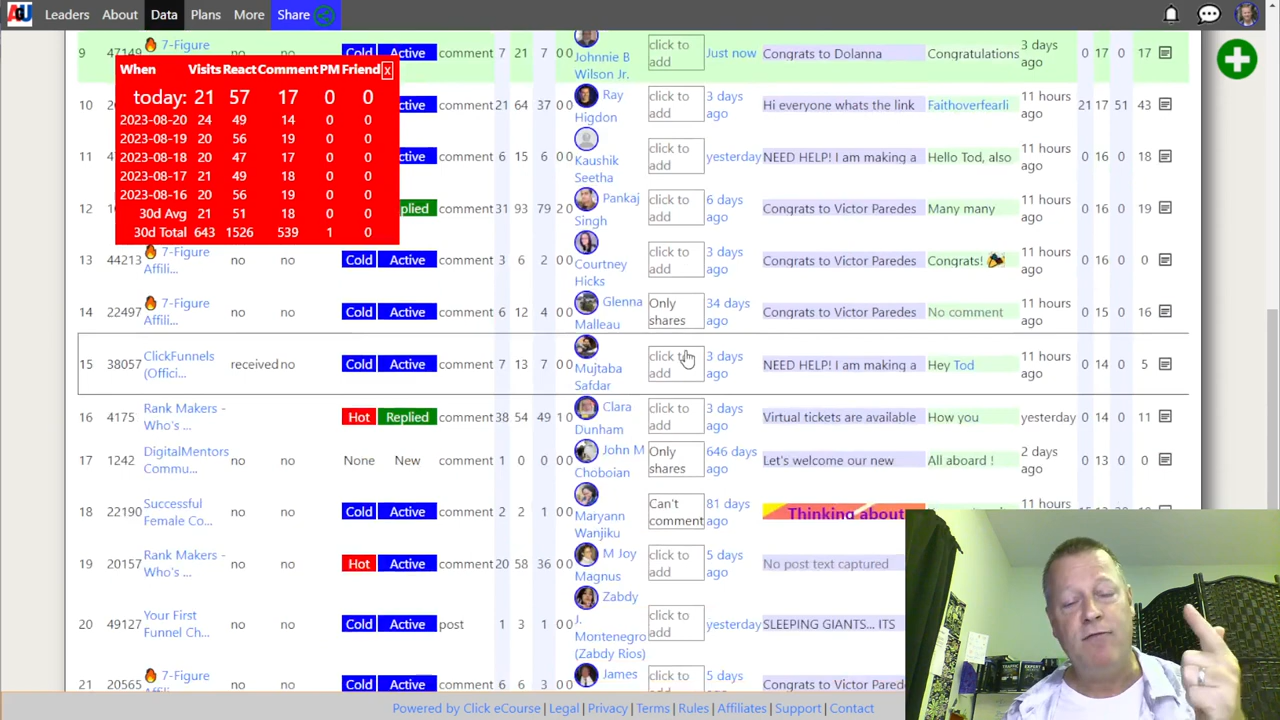 AdU Leaders About Data Plans More Share
9 47149 🔥 7-Figure no no Cold Active comment 7 21 7 0 0 Johnnie B Wilson Jr. click to add Just now Congrats to Dolanna Congratulations 3 days ago 0 17 0 17
When Visits React Comment PM Friend x
today: 21 57 17 0 0
2023-08-20 24 49 14 0 0
2023-08-19 20 56 19 0 0
2023-08-18 20 47 17 0 0
2023-08-17 21 49 18 0 0
2023-08-16 20 56 19 0 0
30d Avg 21 51 18 0 0
30d Total 643 1526 539 1 0
10 comment 21 64 37 0 0 Ray Higdon click to add 3 days ago Hi everyone whats the link Faithoverfearli 11 hours ago 21 17 51 43
11 comment 6 15 6 0 0 Kaushik Seetha click to add yesterday NEED HELP! I am making a Hello Tod, also 11 hours ago 0 16 0 18
12 comment 31 93 79 2 0 Pankaj Singh click to add 6 days ago Congrats to Victor Paredes Many many 11 hours ago 0 16 0 19
13 44213 🔥 7-Figure Affili... no no Cold Active comment 3 6 2 0 0 Courtney Hicks click to add 3 days ago Congrats to Victor Paredes Congrats! 🎉 11 hours ago 0 16 0 0
14 22497 🔥 7-Figure Affili... no no Cold Active comment 6 12 4 0 0 Glenna Malleau Only shares 34 days ago Congrats to Victor Paredes No comment 11 hours ago 0 15 0 16
15 38057 ClickFunnels (Offici... received no Cold Active comment 7 13 7 0 0 Mujtaba Safdar click to add 3 days ago NEED HELP! I am making a Hey Tod 11 hours ago 0 14 0 5
16 4175 Rank Makers - Who's ... Hot Replied comment 38 54 49 1 0 Clara Dunham click to add 3 days ago Virtual tickets are available How you yesterday 0 14 0 11
17 1242 DigitalMentors Commu... no no None New comment 1 0 0 0 0 John M Choboian Only shares 646 days ago Let's welcome our new All aboard ! 2 days ago 0 13 0 0
18 22190 Successful Female Co... no no Cold Active comment 2 2 1 0 0 Maryann Wanjiku Can't comment 81 days ago Thinking about 11 hours
19 20157 Rank Makers - Who's ... no no Hot Active comment 20 58 36 0 0 M Joy Magnus click to add 5 days ago No post text captured
20 49127 Your First Funnel Ch... no no Cold Active post 1 3 1 0 0 Zabdy J. Montenegro (Zabdy Rios) click to add yesterday SLEEPING GIANTS... ITS
21 20565 🔥 7-Figure Affili... no no Cold Active comment 6 6 3 0 0 James click to add 5 days ago Congrats to Victor Paredes
Powered by Click eCourse | Legal | Privacy | Terms | Rules | Affiliates | Support | Contact